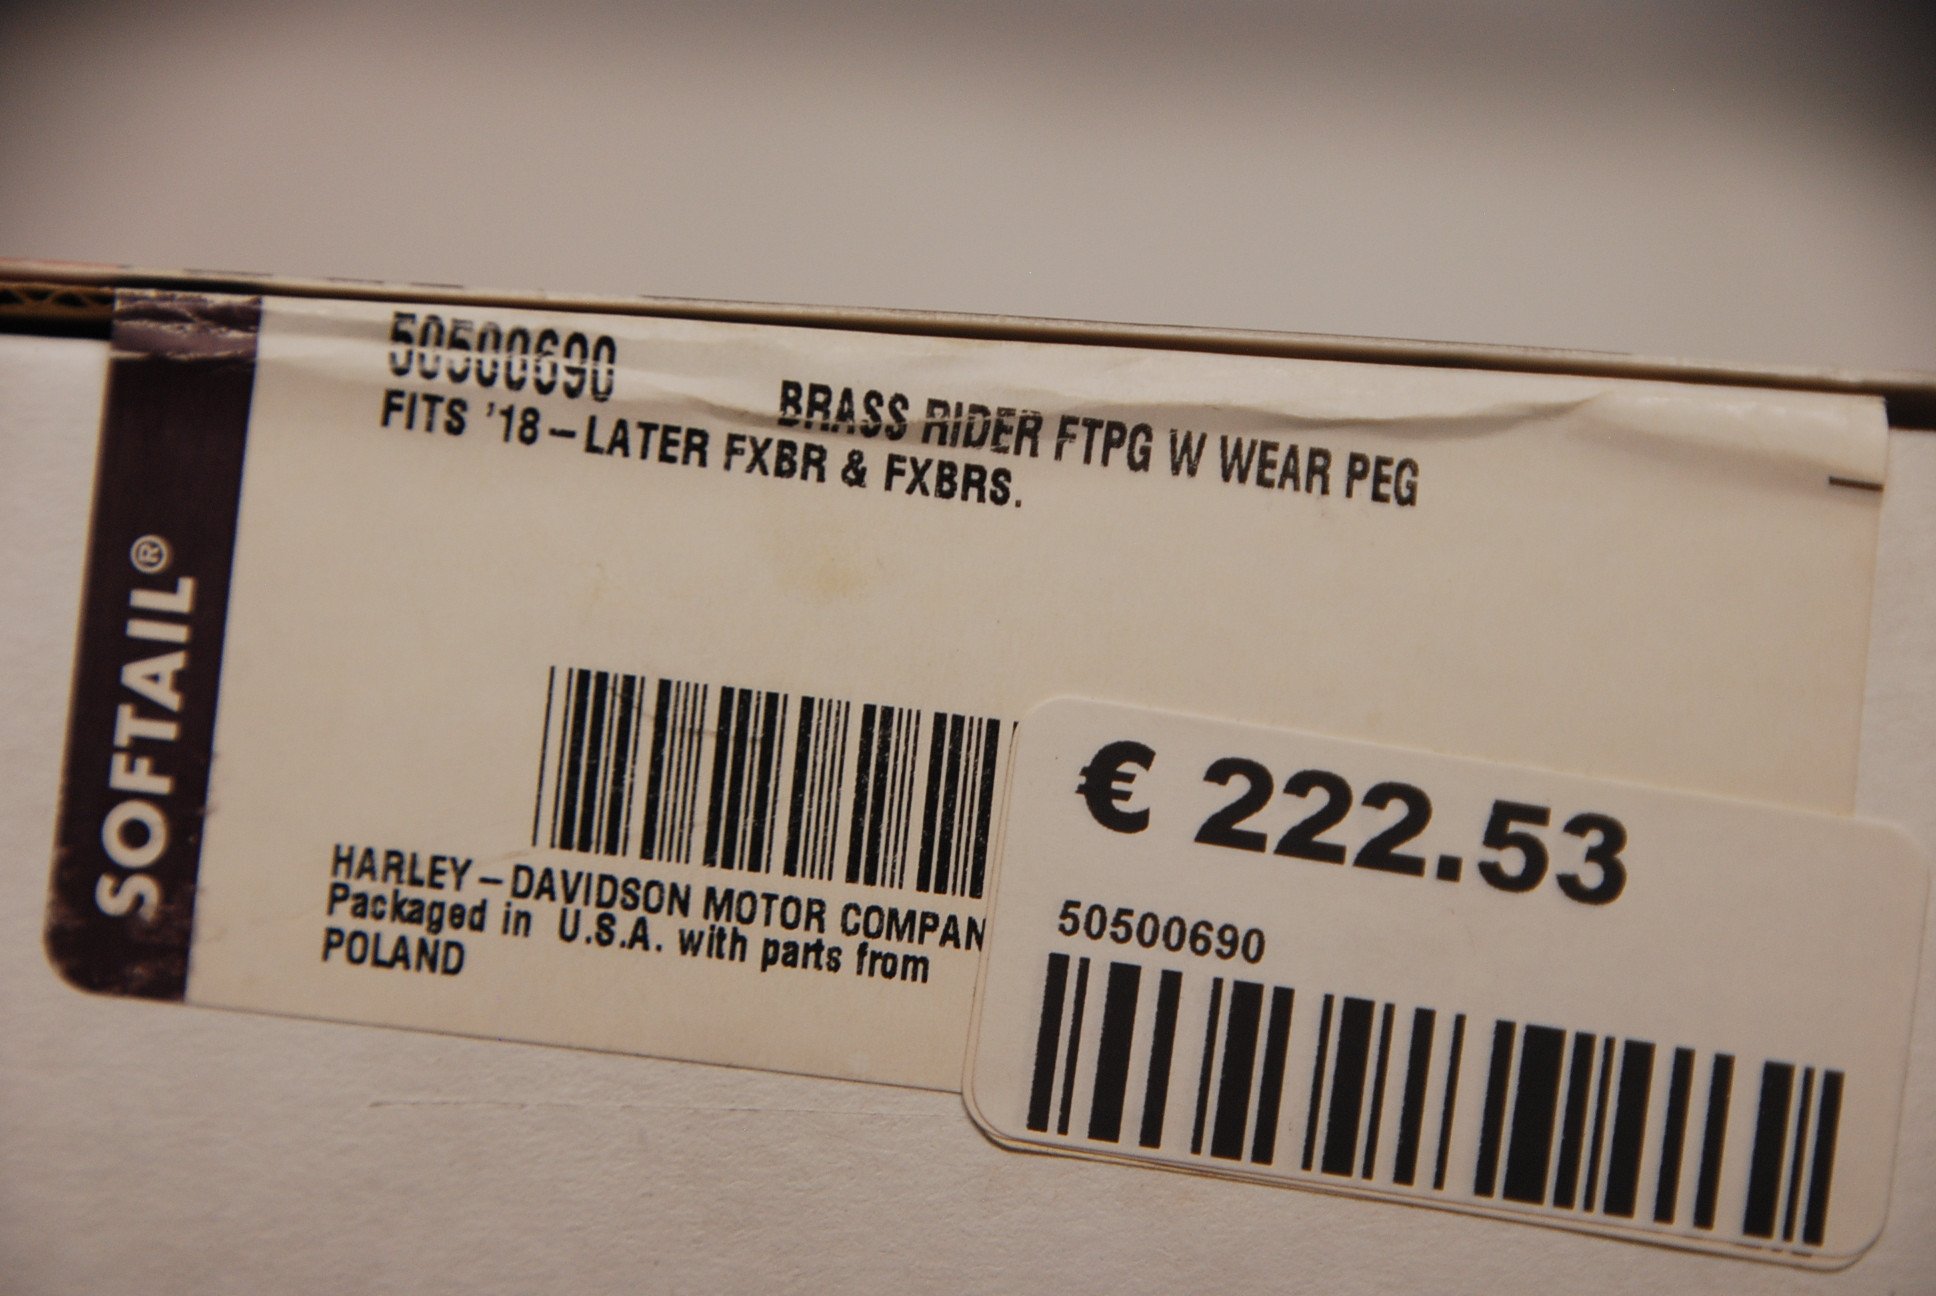 50500690
BRASS RIDER FTPG W WEAR PEG
FITS '18-LATER FXBR & FXBRS.
SOFTAIL®
HARLEY-DAVIDSON MOTOR COMPAN
Packaged in U.S.A. with parts from
POLAND
€ 222.53
50500690